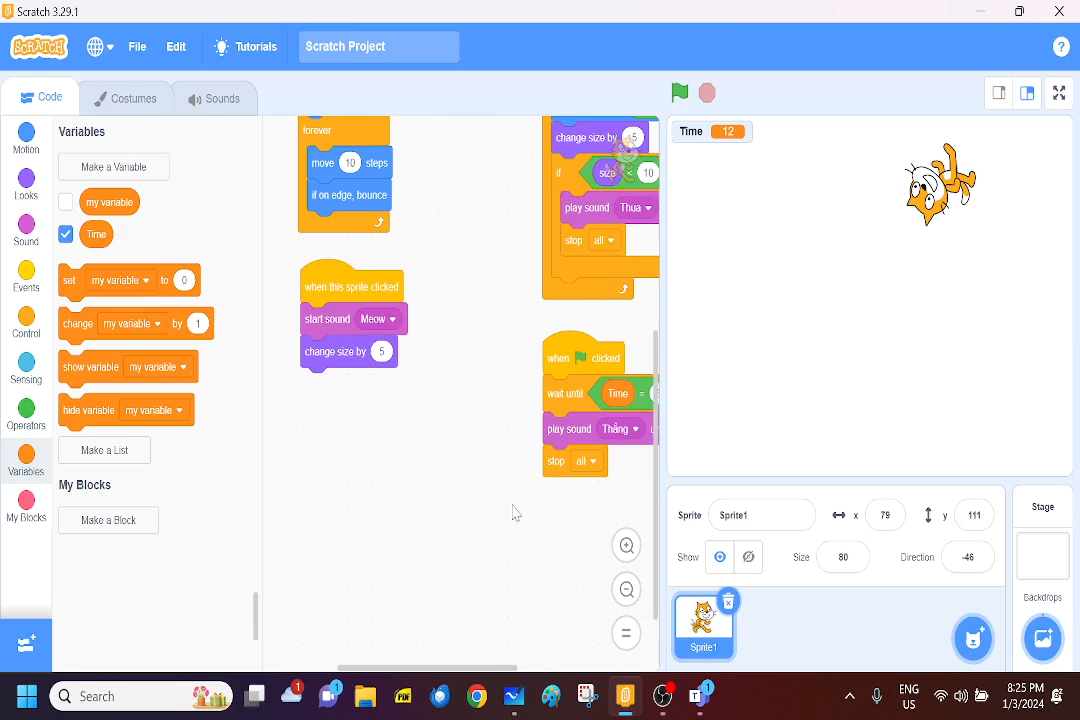 Scratch 3.29.1
SCRATCH
File
Edit
Tutorials
Scratch Project
?
Code
Costumes
Sounds
Motion
Looks
Sound
Events
Control
Sensing
Operators
Variables
My Blocks
Variables
Make a Variable
my variable
Time
set my variable to 0
change my variable by 1
show variable my variable
hide variable my variable
Make a List
My Blocks
Make a Block
forever
move 10 steps
if on edge, bounce
when this sprite clicked
start sound Meow
change size by 5
change size by -5
if size < 10
play sound Thua
stop all
when clicked
wait until Time =
play sound Thắng
stop all
Time 12
Sprite Sprite1 x 79 y 111
Show Size 80 Direction -46
Sprite1
Stage
Backdrops
Search
PDF
1
1
1
ENG
US
8:25 PM
1/3/2024